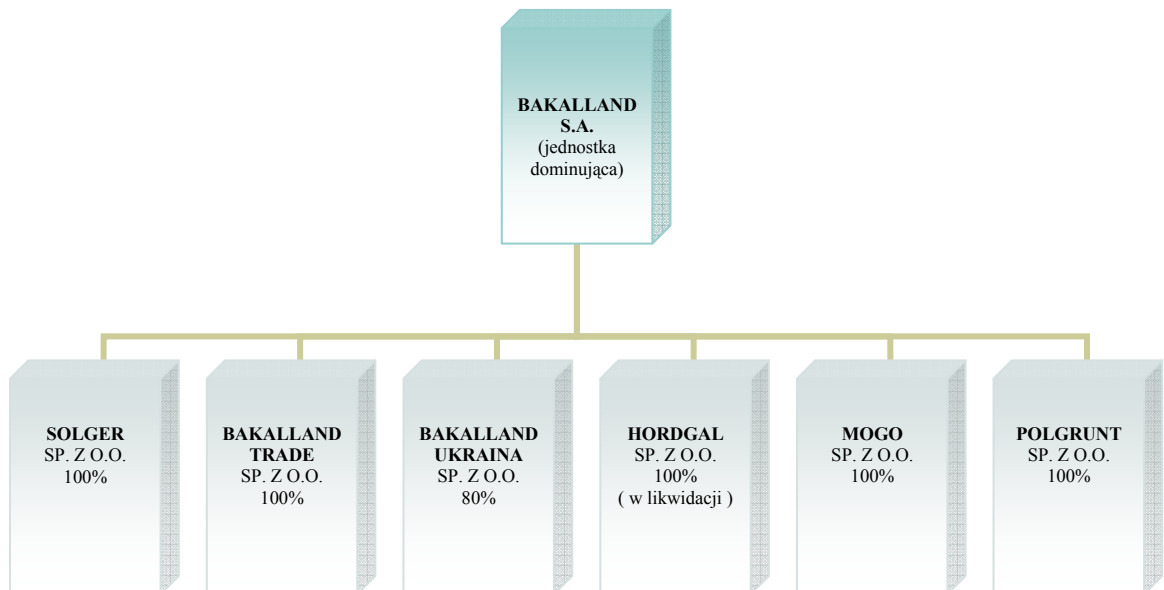 BAKALLAND
S.A.
(jednostka
dominująca)
SOLGER
SP. Z O.O.
100%
BAKALLAND
TRADE
SP. Z O.O.
100%
BAKALLAND
UKRAINA
SP. Z O.O.
80%
HORDGAL
SP. Z O.O.
100%
( w likwidacji )
MOGO
SP. Z O.O.
100%
POLGRUNT
SP. Z O.O.
100%